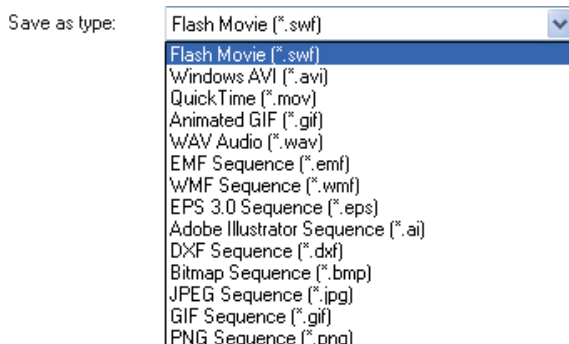 Save as type: Flash Movie (*.swf)
Flash Movie (*.swf)
Windows AVI (*.avi)
QuickTime (*.mov)
Animated GIF (*.gif)
WAV Audio (*.wav)
EMF Sequence (*.emf)
WMF Sequence (*.wmf)
EPS 3.0 Sequence (*.eps)
Adobe Illustrator Sequence (*.ai)
DXF Sequence (*.dxf)
Bitmap Sequence (*.bmp)
JPEG Sequence (*.jpg)
GIF Sequence (*.gif)
PNG Sequence (*.png)